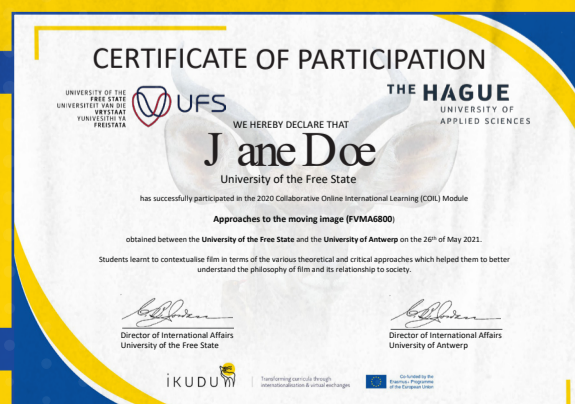 CERTIFICATE OF PARTICIPATION
UNIVERSITY OF THE
FREE STATE
UNIVERSITEIT VAN DIE
VRYSTAAT
YUNIVESITHI YA
FREISTATA
UFS
THE HAGUE
UNIVERSITY OF
APPLIED SCIENCES
WE HEREBY DECLARE THAT
Jane Doe
University of the Free State
has successfully participated in the 2020 Collaborative Online International Learning (COIL) Module
Approaches to the moving image (FVMA6800)
obtained between the University of the Free State and the University of Antwerp on the 26th of May 2021.
Students learnt to contextualise film in terms of the various theoretical and critical approaches which helped them to better
understand the philosophy of film and its relationship to society.
Director of International Affairs
University of the Free State
Director of International Affairs
University of Antwerp
iKUDU
Transforming curricula through
internationalisation & virtual exchanges
Co-funded by the
Erasmus+ Programme
of the European Union